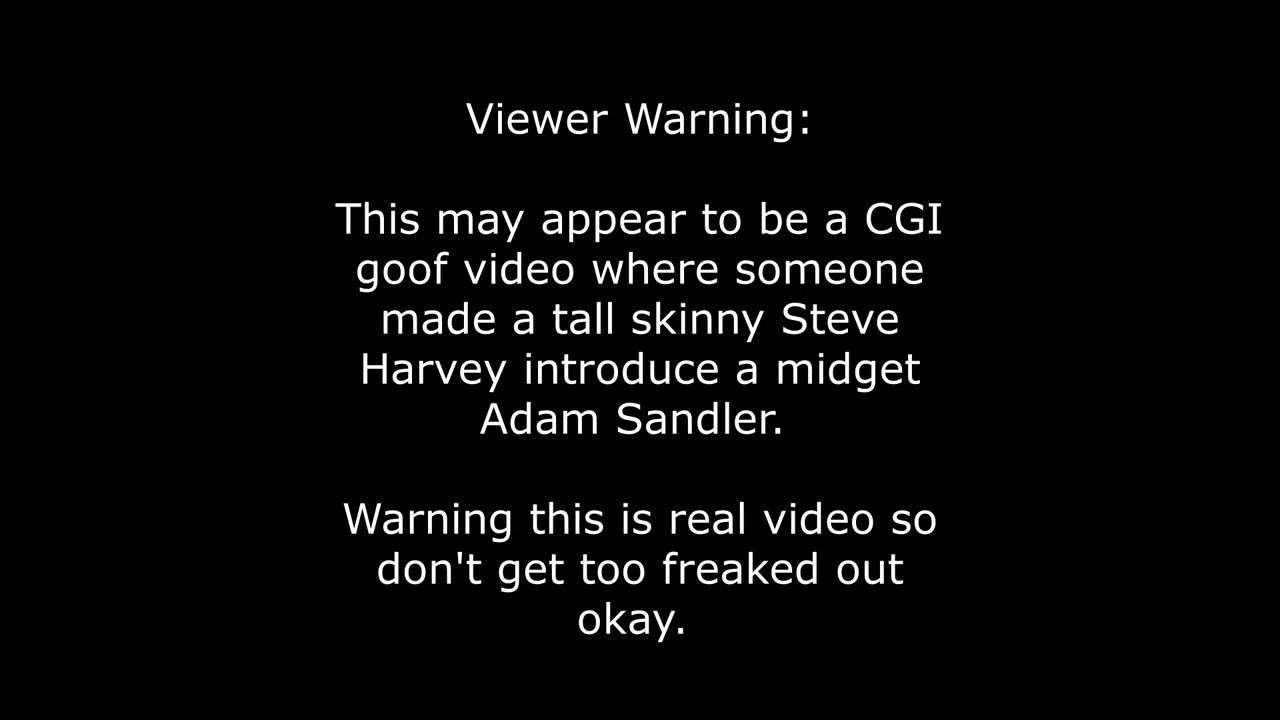 Viewer Warning:
This may appear to be a CGI
goof video where someone
made a tall skinny Steve
Harvey introduce a midget
Adam Sandler.
Warning this is real video so
don't get too freaked out
okay.